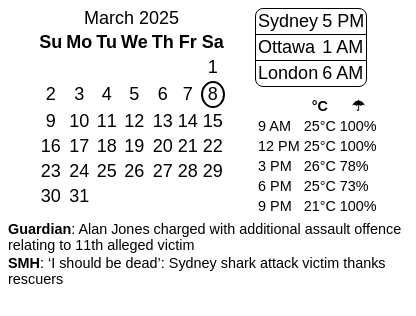 March 2025
Su Mo Tu We Th Fr Sa
1
2 3 4 5 6 7 8
9 10 11 12 13 14 15
16 17 18 19 20 21 22
23 24 25 26 27 28 29
30 31
Sydney 5 PM
Ottawa 1 AM
London 6 AM
°C ☂
9 AM 25°C 100%
12 PM 25°C 100%
3 PM 26°C 78%
6 PM 25°C 73%
9 PM 21°C 100%
Guardian: Alan Jones charged with additional assault offence
relating to 11th alleged victim
SMH: ‘I should be dead’: Sydney shark attack victim thanks
rescuers